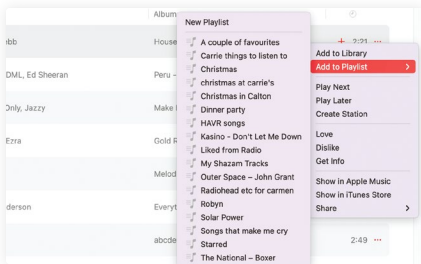 Album
New Playlist
bb
House
+ 2:21 ...
A couple of favourites
Carrie things to listen to
Christmas
christmas at carrie's
Christmas in Calton
Dinner party
HAVR songs
Kasino - Don't Let Me Down
Liked from Radio
My Shazam Tracks
Outer Space – John Grant
Radiohead etc for carmen
Robyn
Solar Power
Songs that make me cry
Starred
The National – Boxer
Add to Library
Add to Playlist >
Play Next
Play Later
Create Station
Love
Dislike
Get Info
Show in Apple Music
Show in iTunes Store
Share >
DML, Ed Sheeran
Peru –
Only, Jazzy
Make
Ezra
Gold R
Melod
derson
Everyt
abcde
2:49 ...